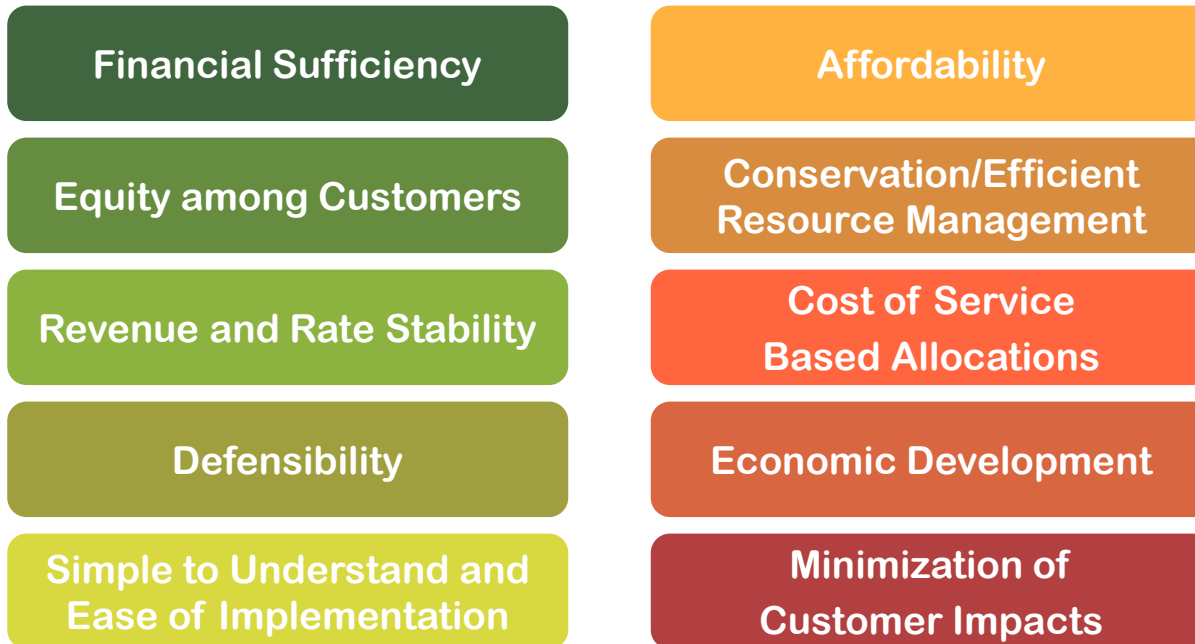 Financial Sufficiency
Equity among Customers
Revenue and Rate Stability
Defensibility
Simple to Understand and
Ease of Implementation
Affordability
Conservation/Efficient
Resource Management
Cost of Service
Based Allocations
Economic Development
Minimization of
Customer Impacts